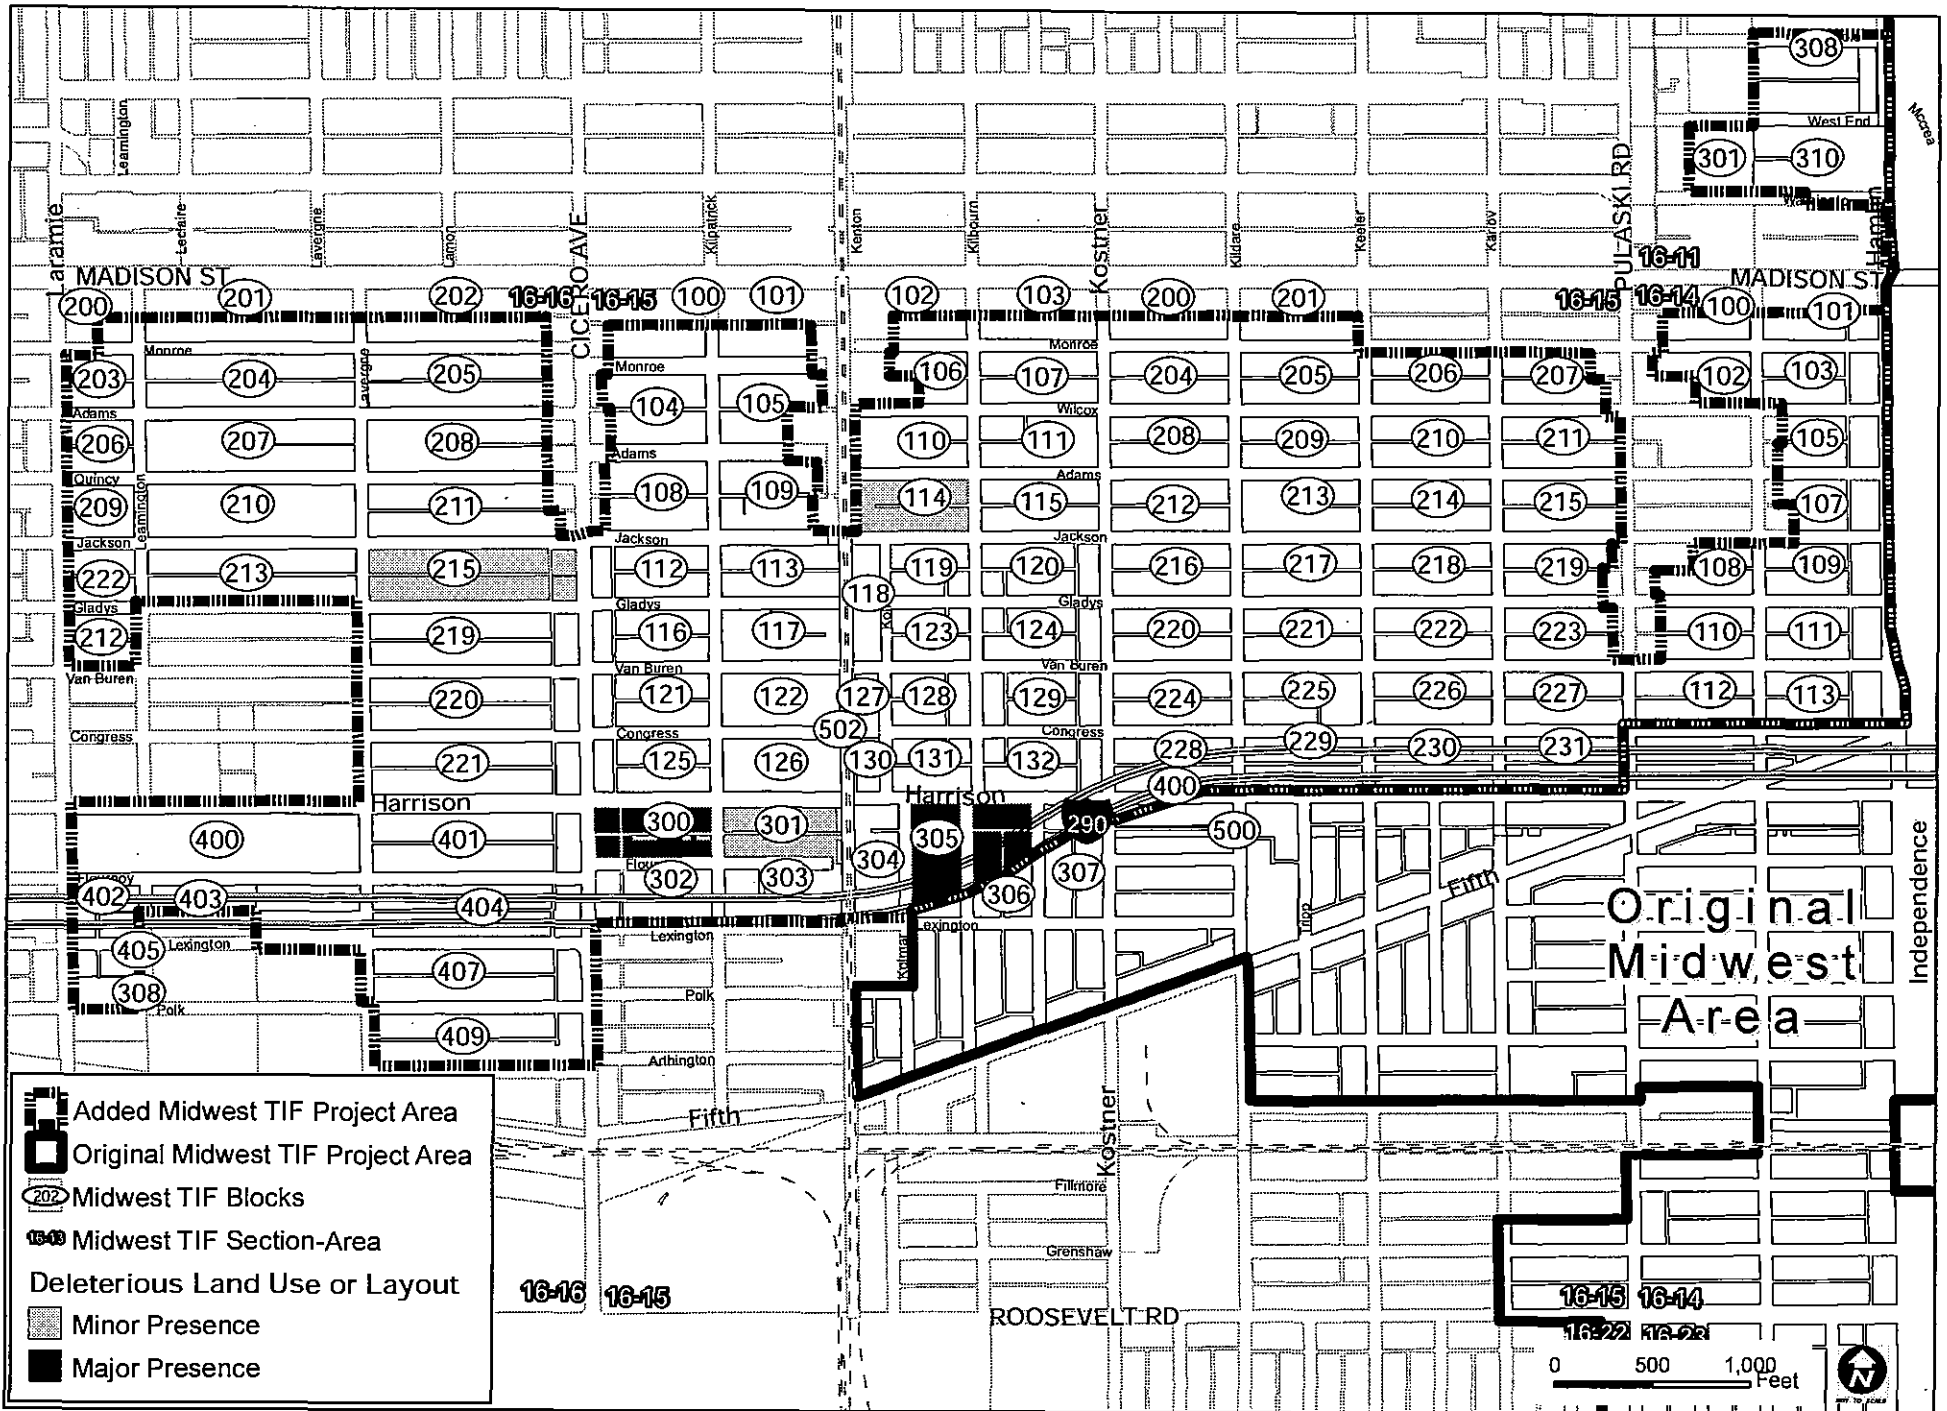 308
Mccrea
West End
301
310
Leamington
Leclaire
Lavergne
Lamon
Kilpatrick
Kenton
Kilbourn
Kostner
Kildare
Keeler
Karlov
PULASKI RD
Hamlin
Laramie
CICERO AVE
16-11
MADISON ST
MADISON ST
200
201
202
16-16
16-15
100
101
102
103
200
201
16-15
16-14
100
101
Monroe
Lavergne
Monroe
Monroe
203
204
205
104
105
106
107
204
205
206
207
102
103
Adams
Wilcox
206
207
208
Adams
110
111
208
209
210
211
105
Quincy
Leamington
Adams
209
210
211
108
109
114
115
212
213
214
215
107
Jackson
Jackson
Jackson
222
213
215
112
113
118
119
120
216
217
218
219
108
109
Gladys
Gladys
Gladys
212
219
116
117
123
124
220
221
222
223
110
111
Van Buren
Van Buren
Van Buren
220
121
122
127
128
129
224
225
226
227
112
113
Congress
Congress
502
Congress
221
125
126
130
131
132
228
229
230
231
400
Harrison
Harrison
400
401
300
301
304
305
290
500
Independence
402
403
404
302
303
306
307
Fifth
405
Lexington
Lexington
Kolmar
Lexington
Original
Midwest
Area
407
308
Polk
Polk
409
Arthington
Fifth
Kostner
Fillmore
Grenshaw
ROOSEVELT RD
16-16
16-15
16-15
16-14
16-22
16-23
Added Midwest TIF Project Area
Original Midwest TIF Project Area
202
Midwest TIF Blocks
Midwest TIF Section-Area
Deleterious Land Use or Layout
Minor Presence
Major Presence
0
500
1,000
Feet
N
NOT TO SCALE